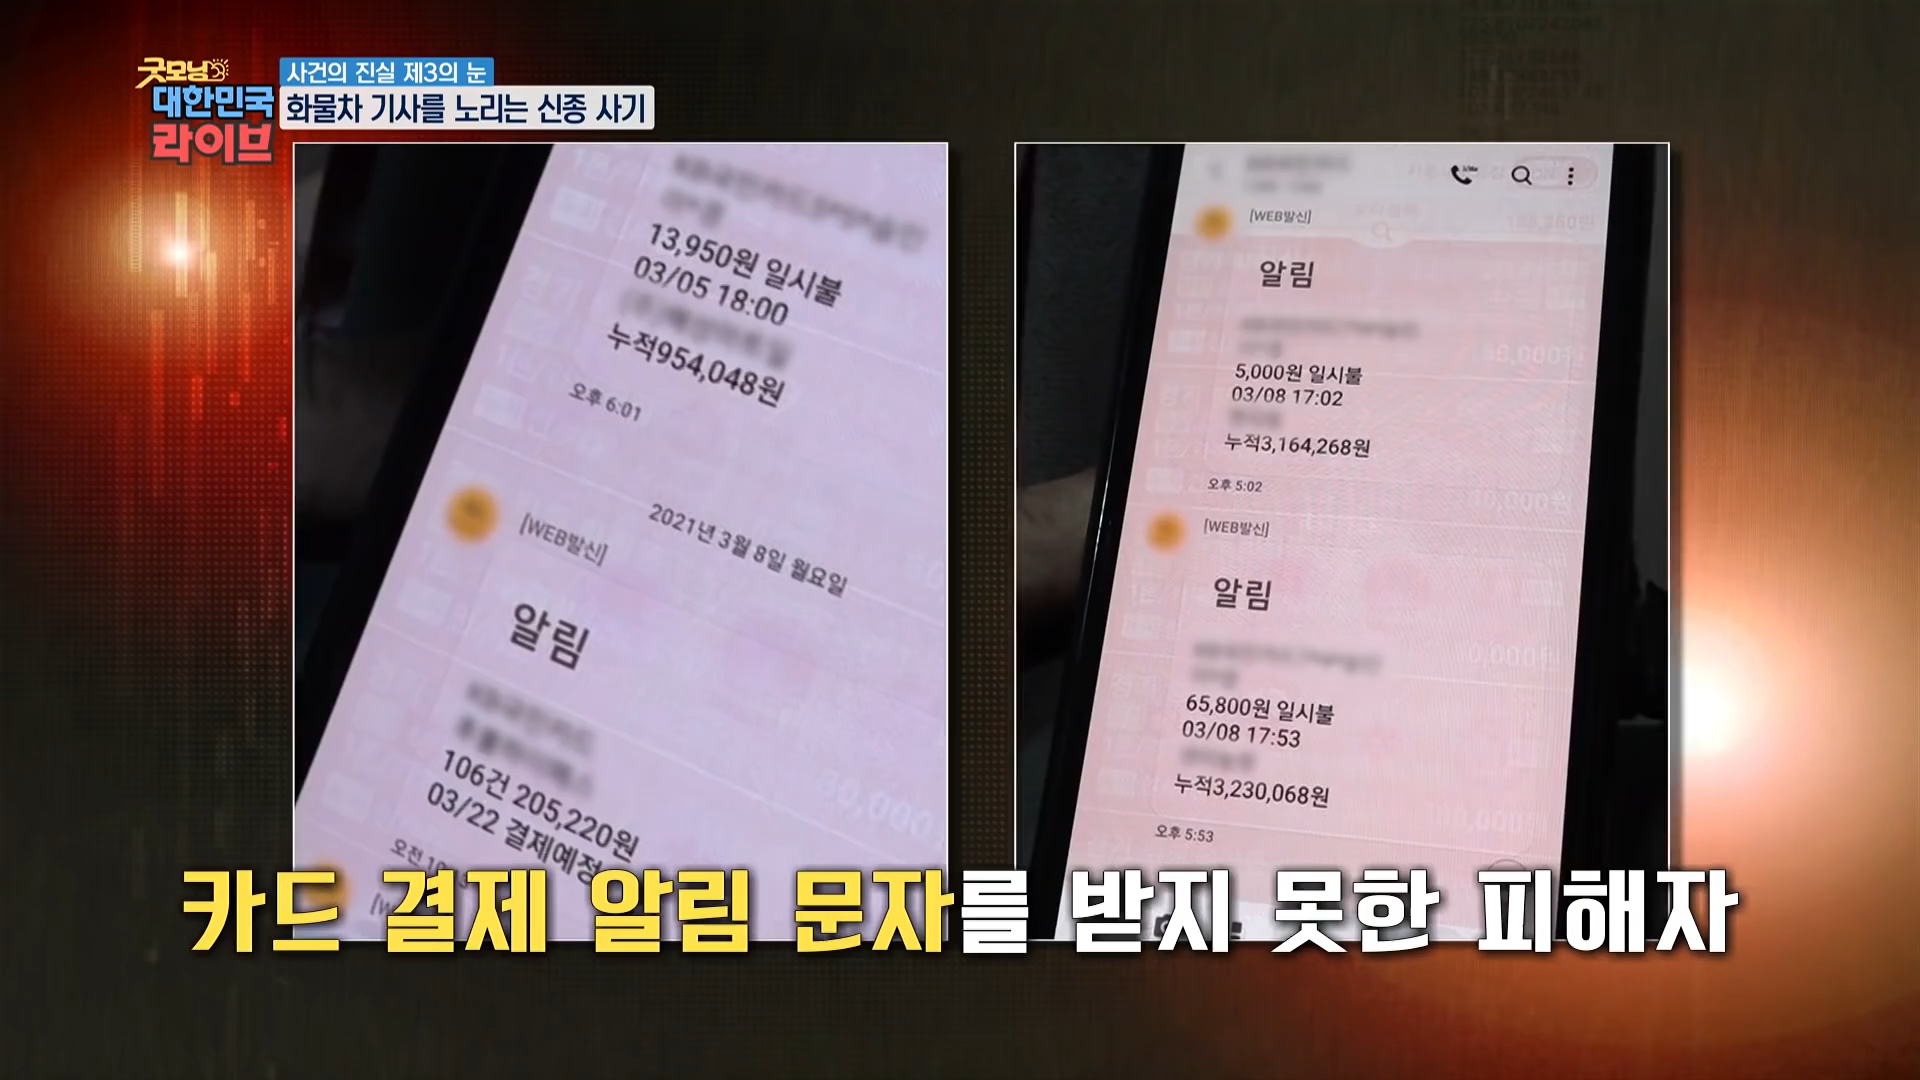 굿모닝
대한민국
라이브
사건의 진실 제3의 눈
화물차 기사를 노리는 신종 사기
13,950원 일시불
03/05 18:00
누적954,048원
오후 6:01
2021년 3월 8일 월요일
[WEB발신]
알림
106건 205,220원
03/22 결제예정
오전
[WEB발신]
알림
5,000원 일시불
03/08 17:02
누적3,164,268원
오후 5:02
[WEB발신]
알림
65,800원 일시불
03/08 17:53
누적3,230,068원
오후 5:53
카드 결제 알림 문자를 받지 못한 피해자